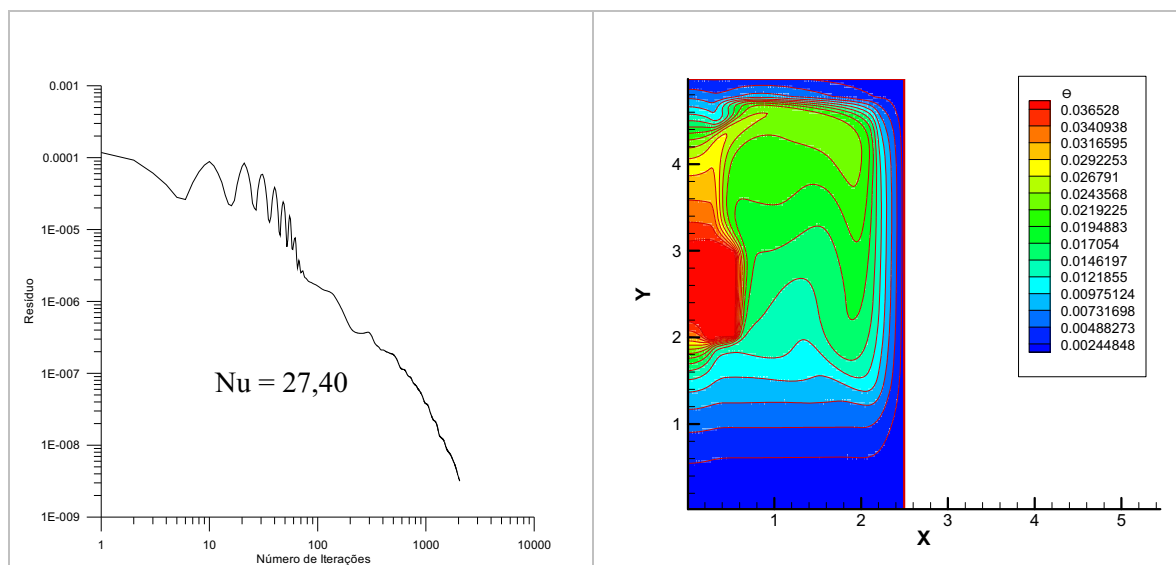 0.001
0.0001
1E-005
1E-006
1E-007
1E-008
1E-009
Resíduo
Nu = 27,40
1 10 100 1000 10000
Número de Iterações
4
3
2
1
Y
1 2 3 4 5
X
Θ
0.036528
0.0340938
0.0316595
0.0292253
0.026791
0.0243568
0.0219225
0.0194883
0.017054
0.0146197
0.0121855
0.00975124
0.00731698
0.00488273
0.00244848